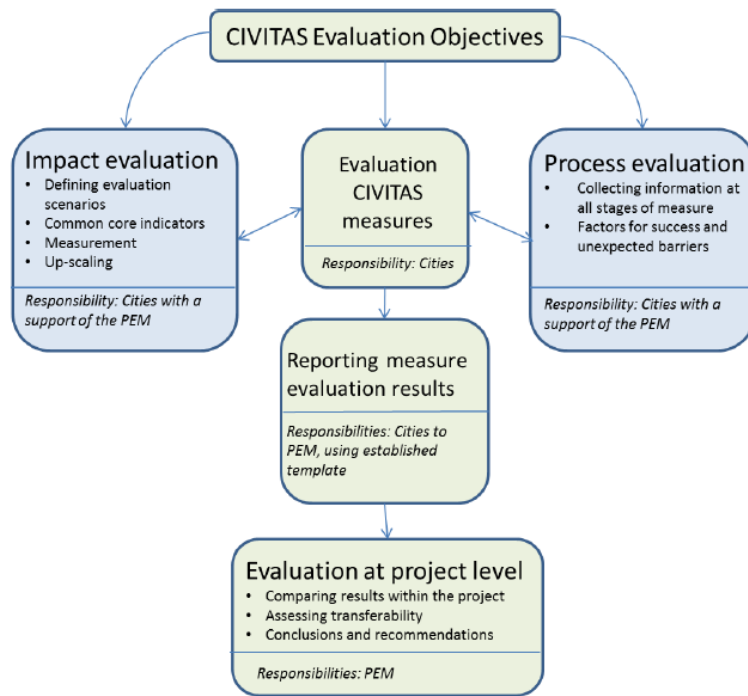 CIVITAS Evaluation Objectives
Impact evaluation
• Defining evaluation
scenarios
• Common core indicators
• Measurement
• Up-scaling
Responsibility: Cities with a
support of the PEM
Evaluation
CIVITAS
measures
Responsibility: Cities
Process evaluation
• Collecting information at
all stages of measure
• Factors for success and
unexpected barriers
Responsibility: Cities with a
support of the PEM
Reporting measure
evaluation results
Responsibilities: Cities to
PEM, using established
template
Evaluation at project level
• Comparing results within the project
• Assessing transferability
• Conclusions and recommendations
Responsibilities: PEM